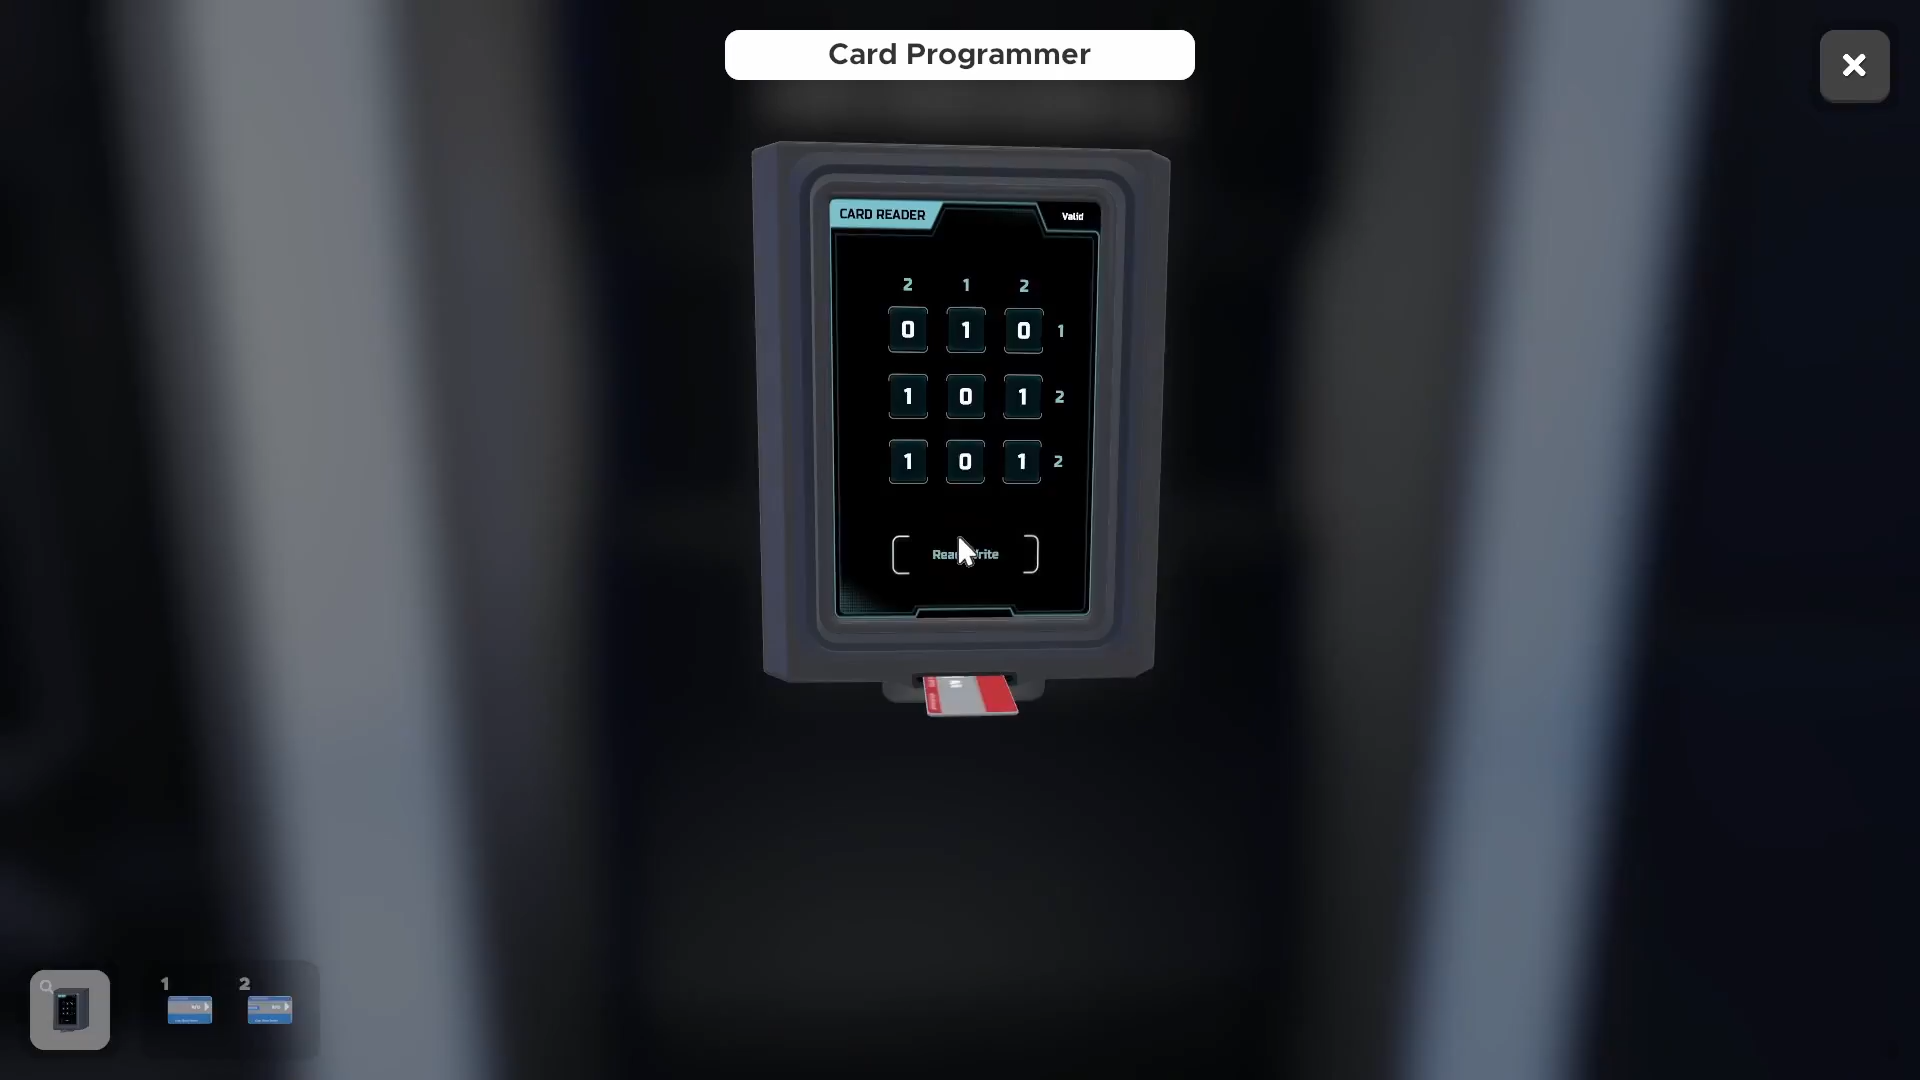 Card Programmer
CARD READER
Valid
2 1 2
0 1 0 1
1 0 1 2
1 0 1 2
1 2